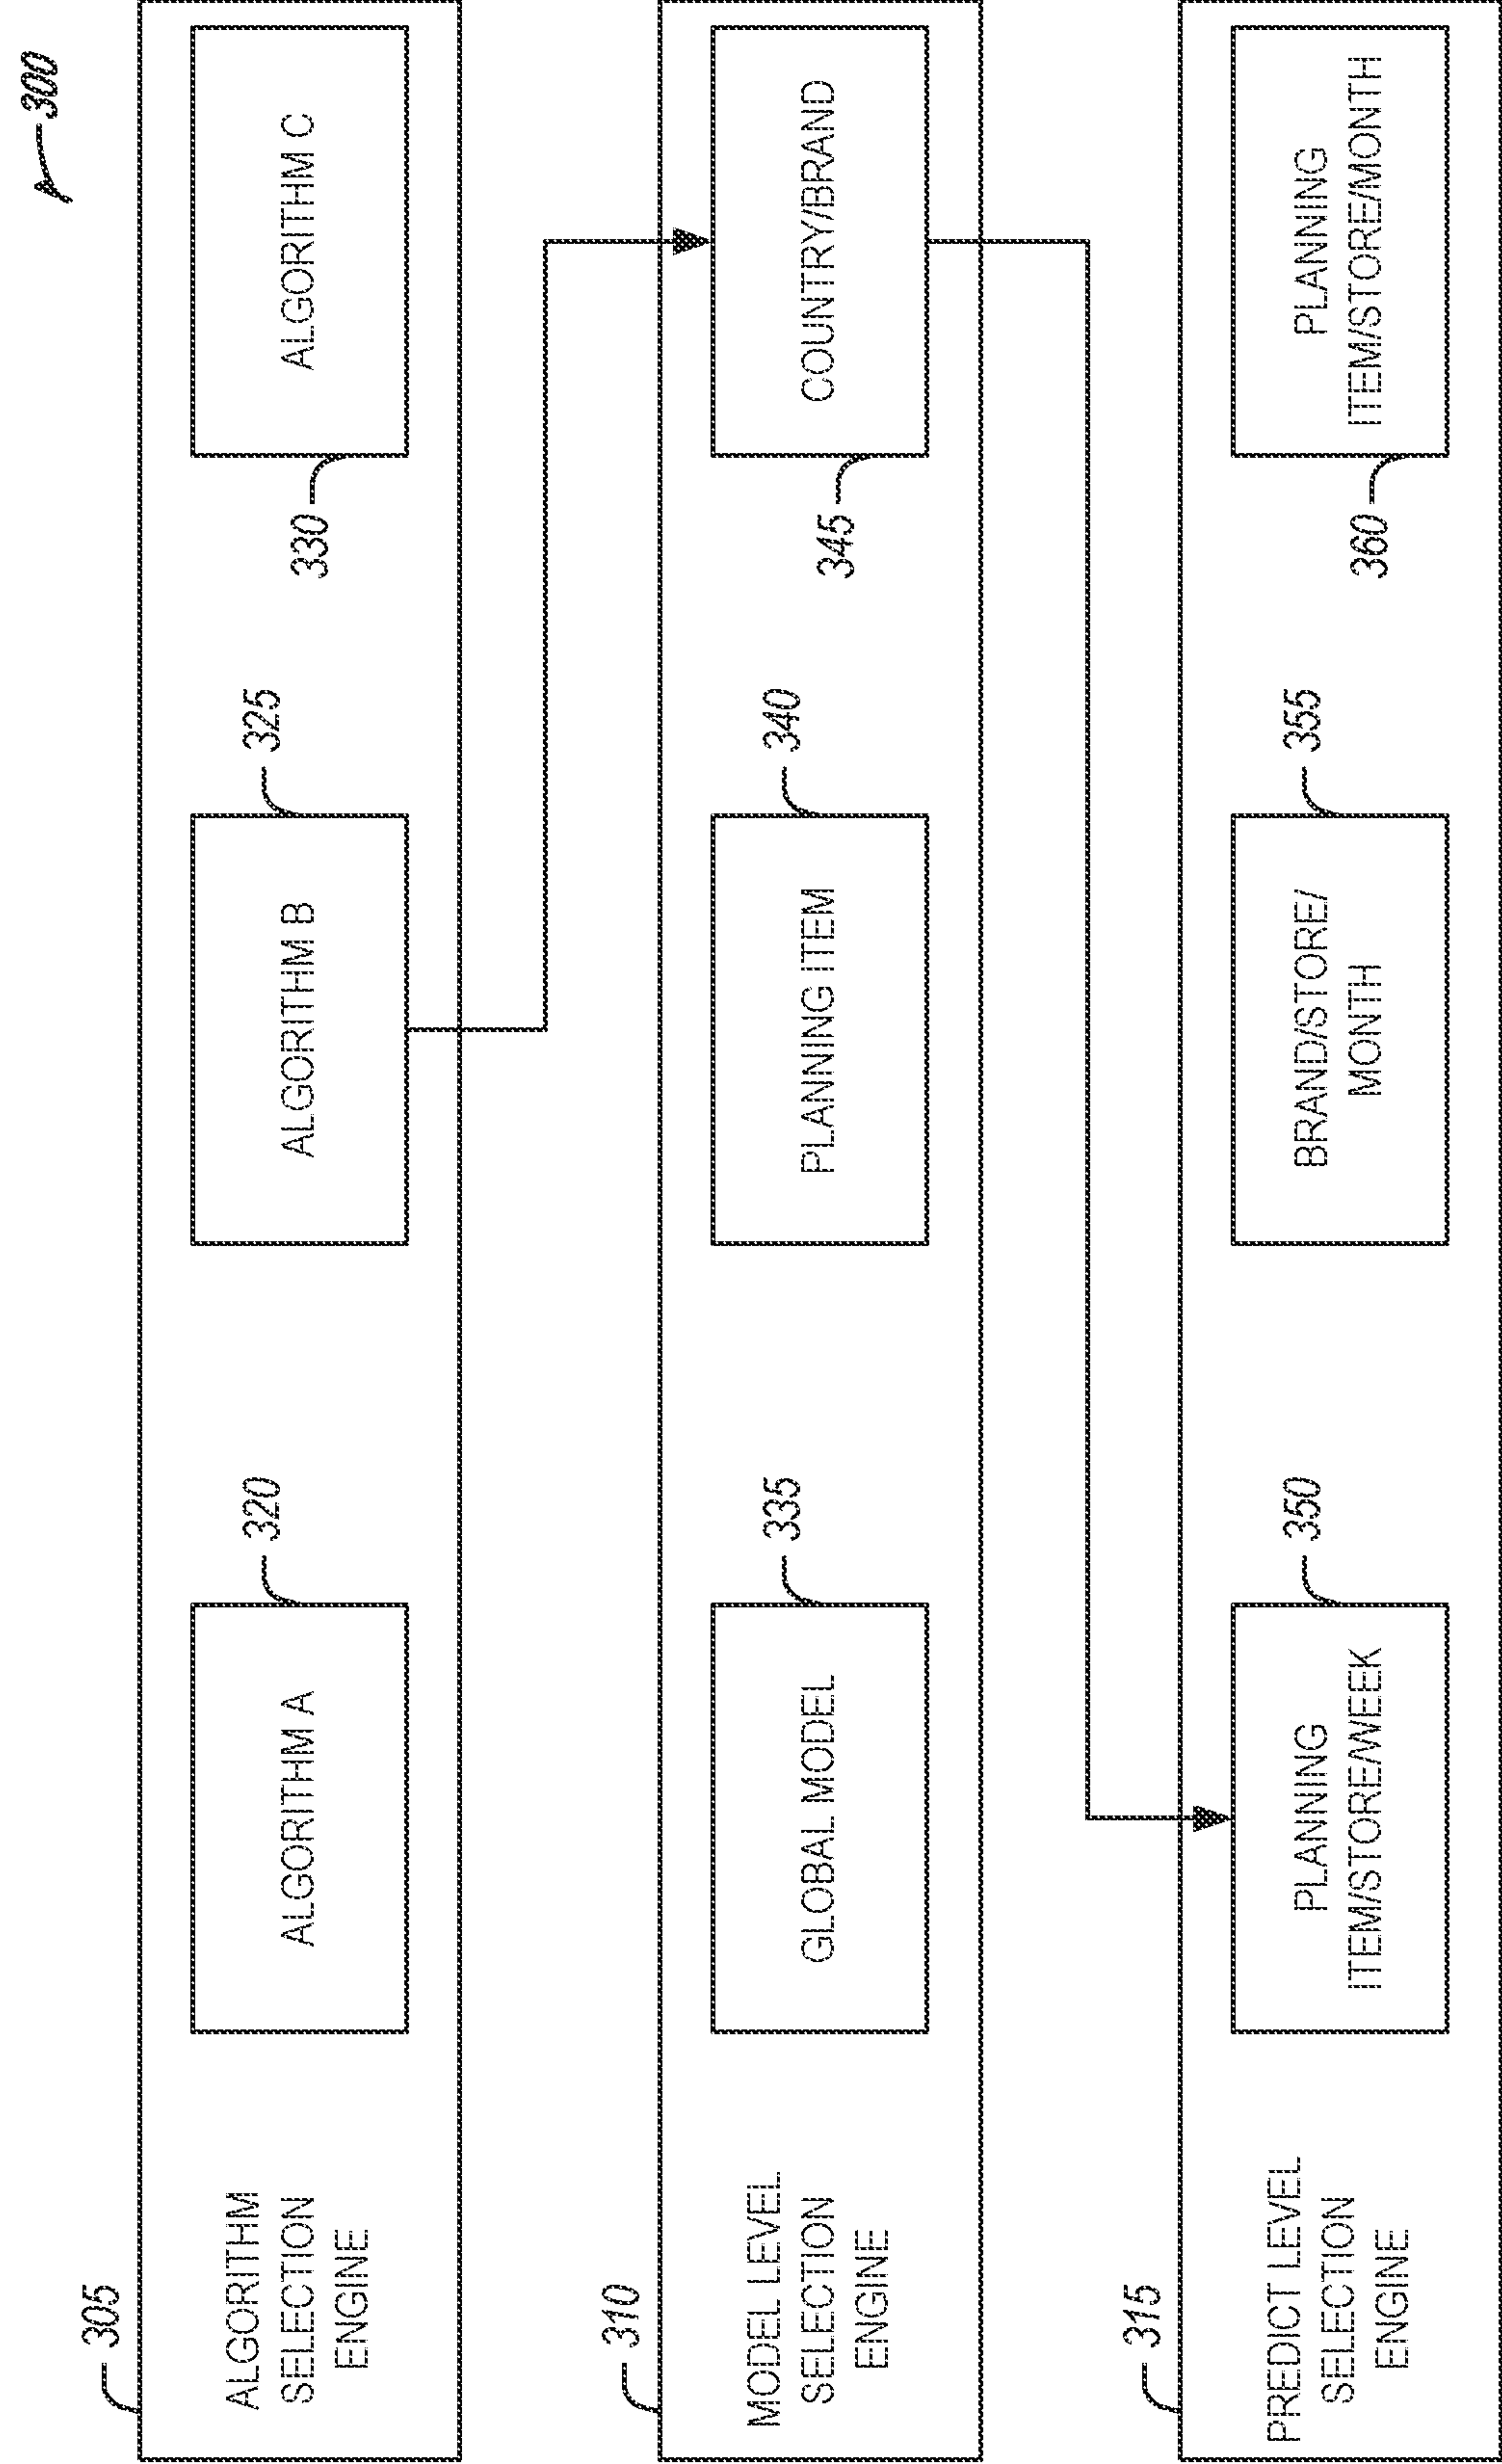 300
305
ALGORITHM
SELECTION
ENGINE
320
ALGORITHM A
325
ALGORITHM B
330
ALGORITHM C
310
MODEL LEVEL
SELECTION
ENGINE
335
GLOBAL MODEL
340
PLANNING ITEM
345
COUNTRY/BRAND
315
PREDICT LEVEL
SELECTION
ENGINE
350
PLANNING
ITEM/STORE/WEEK
355
BRAND/STORE/
MONTH
360
PLANNING
ITEM/STORE/MONTH